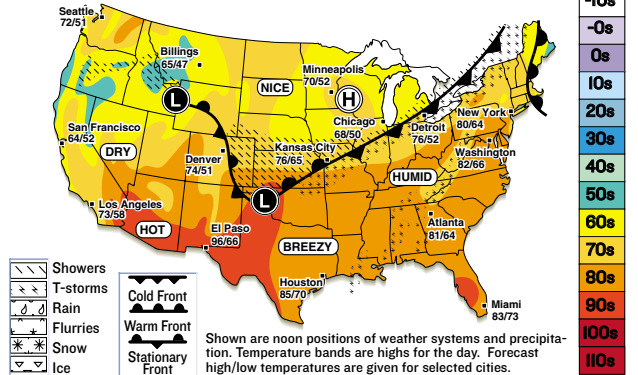 Seattle
72/51
Billings
65/47
NICE
Minneapolis
70/52
L
H
San Francisco
64/52
DRY
Denver
74/51
Kansas City
76/65
Chicago
68/50
Detroit
76/52
New York
80/64
Washington
82/66
HUMID
L
Los Angeles
73/58
HOT
El Paso
96/66
BREEZY
Atlanta
81/64
Houston
85/70
Miami
83/73
Showers
T-storms
Rain
Flurries
Snow
Ice
Cold Front
Warm Front
Stationary
Front
Shown are noon positions of weather systems and precipita-
tion. Temperature bands are highs for the day. Forecast
high/low temperatures are given for selected cities.
-10s
-0s
0s
10s
20s
30s
40s
50s
60s
70s
80s
90s
100s
110s